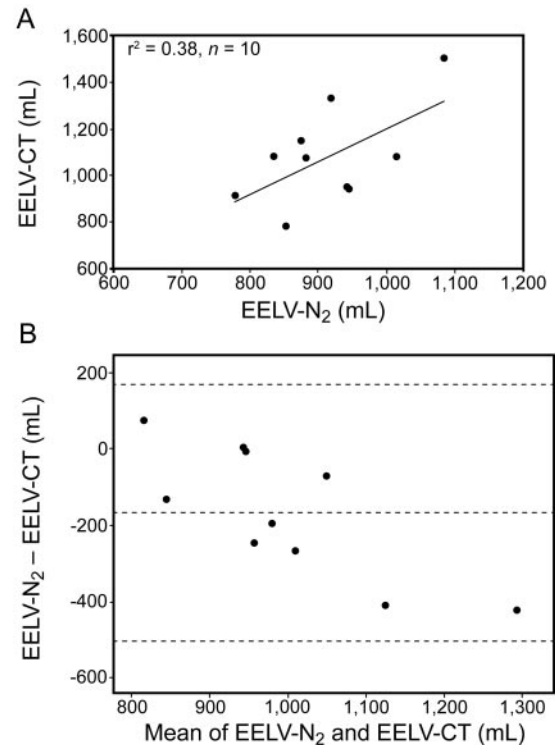 A
r² = 0.38, n = 10
1,600
1,400
1,200
1,000
800
600
EELV-CT (mL)
600 700 800 900 1,000 1,100 1,200
EELV-N₂ (mL)
B
200
0
-200
-400
-600
EELV-N₂ – EELV-CT (mL)
800 900 1,000 1,100 1,200 1,300
Mean of EELV-N₂ and EELV-CT (mL)